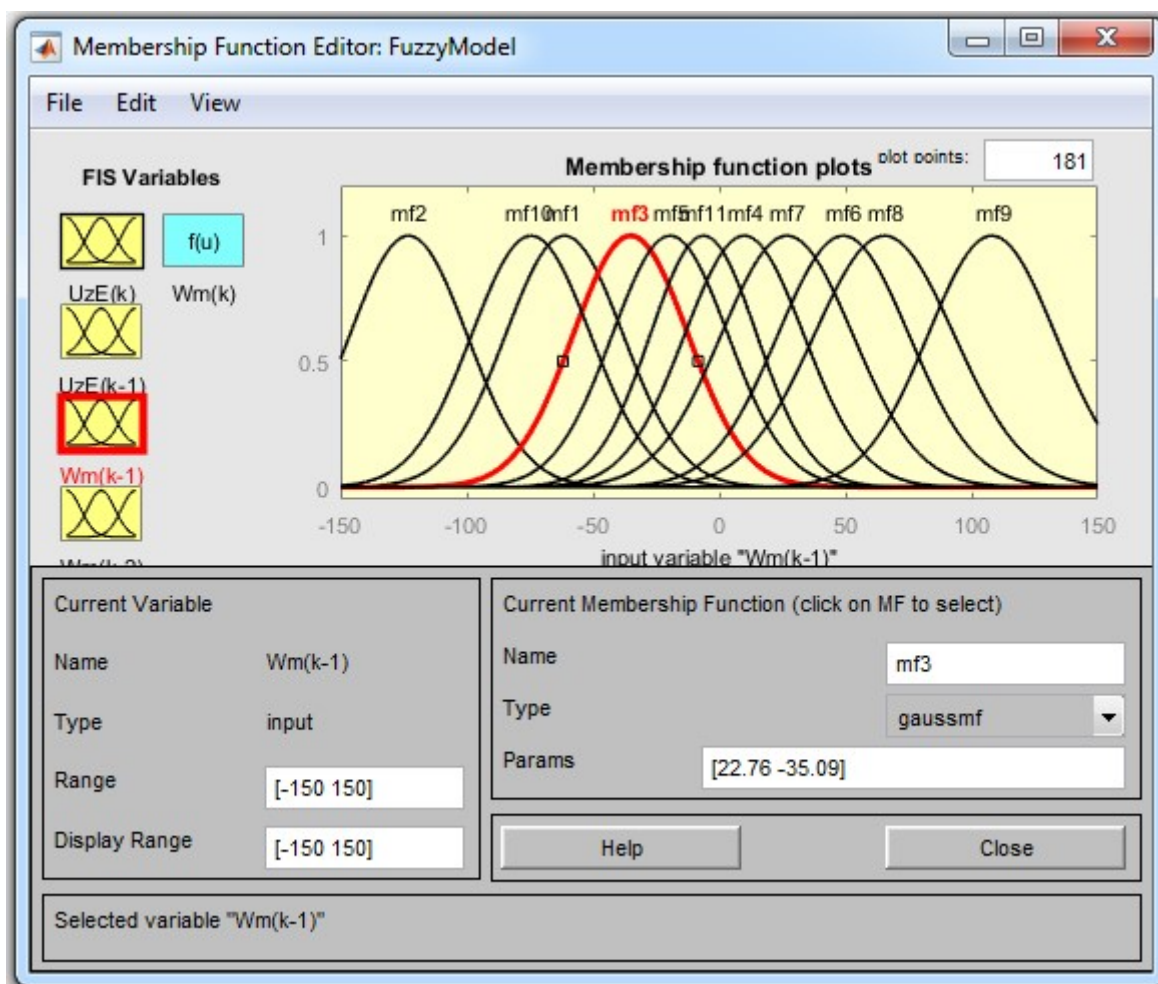 Membership Function Editor: FuzzyModel
File Edit View
FIS Variables
Membership function plots plot points: 181
f(u)
UzE(k) Wm(k)
UzE(k-1)
Wm(k-1)
mf2 mf10 mf1 mf3 mf5 mf11 mf4 mf7 mf6 mf8 mf9
1
0.5
0
-150 -100 -50 0 50 100 150
input variable "Wm(k-1)"
Current Variable
Name Wm(k-1)
Type input
Range [-150 150]
Display Range [-150 150]
Current Membership Function (click on MF to select)
Name mf3
Type gaussmf
Params [22.76 -35.09]
Help Close
Selected variable "Wm(k-1)"